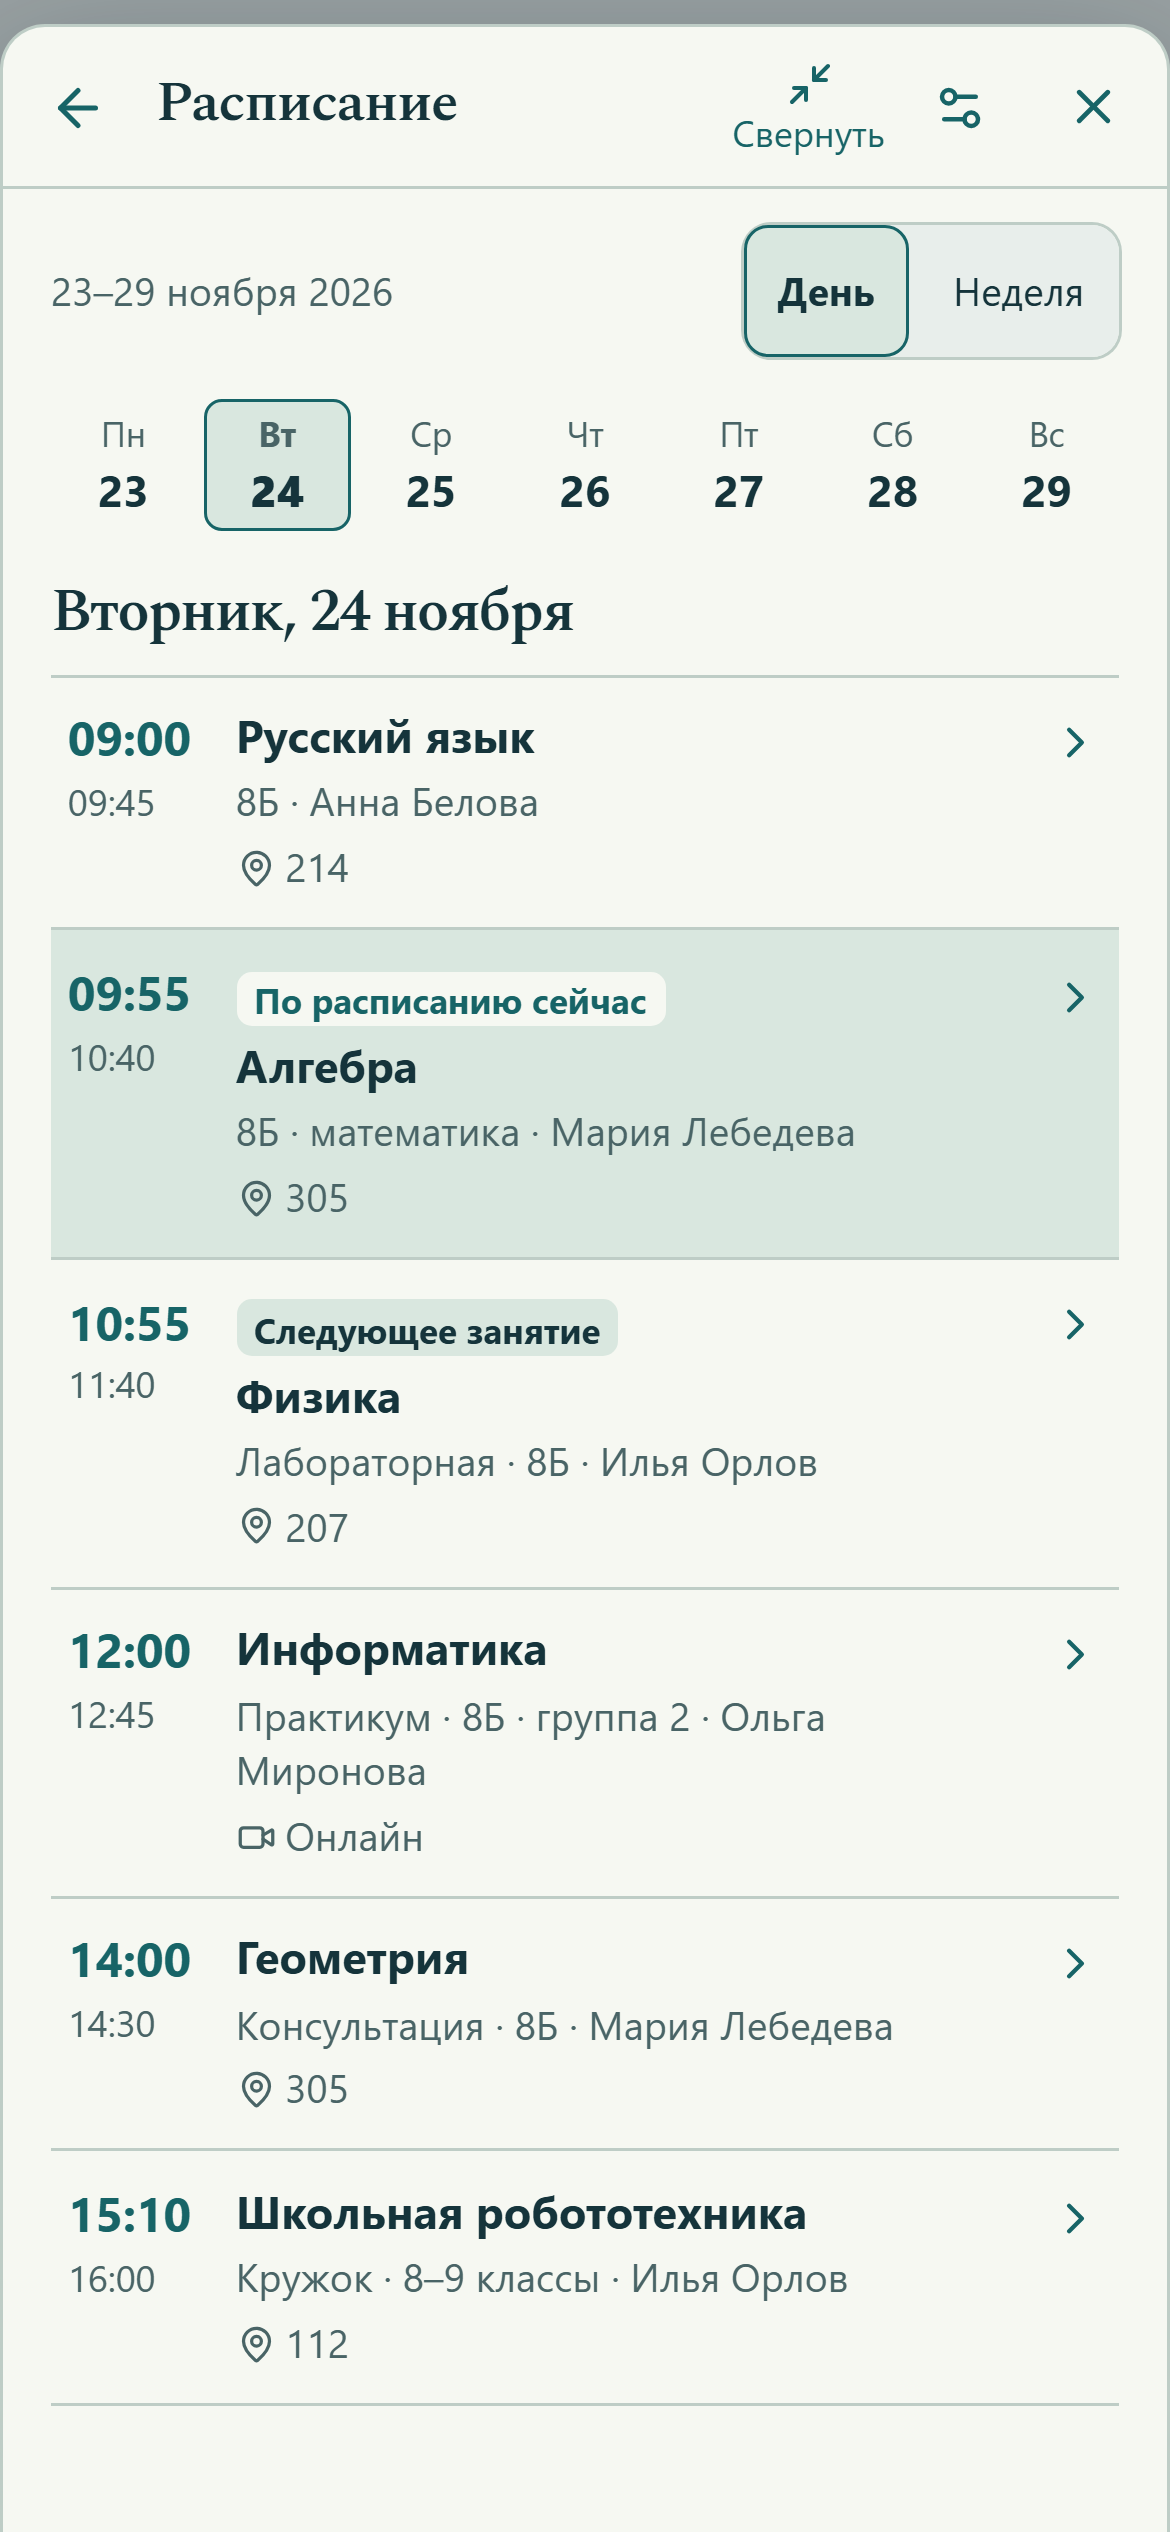 Расписание
Свернуть
23–29 ноября 2026
День
Неделя
Пн
Вт
Ср
Чт
Пт
Сб
Вс
23
24
25
26
27
28
29
Вторник, 24 ноября
09:00
Русский язык
09:45
8Б · Анна Белова
214
09:55
По расписанию сейчас
10:40
Алгебра
8Б · математика · Мария Лебедева
305
10:55
Следующее занятие
11:40
Физика
Лабораторная · 8Б · Илья Орлов
207
12:00
Информатика
12:45
Практикум · 8Б · группа 2 · Ольга
Миронова
Онлайн
14:00
Геометрия
14:30
Консультация · 8Б · Мария Лебедева
305
15:10
Школьная робототехника
16:00
Кружок · 8–9 классы · Илья Орлов
112